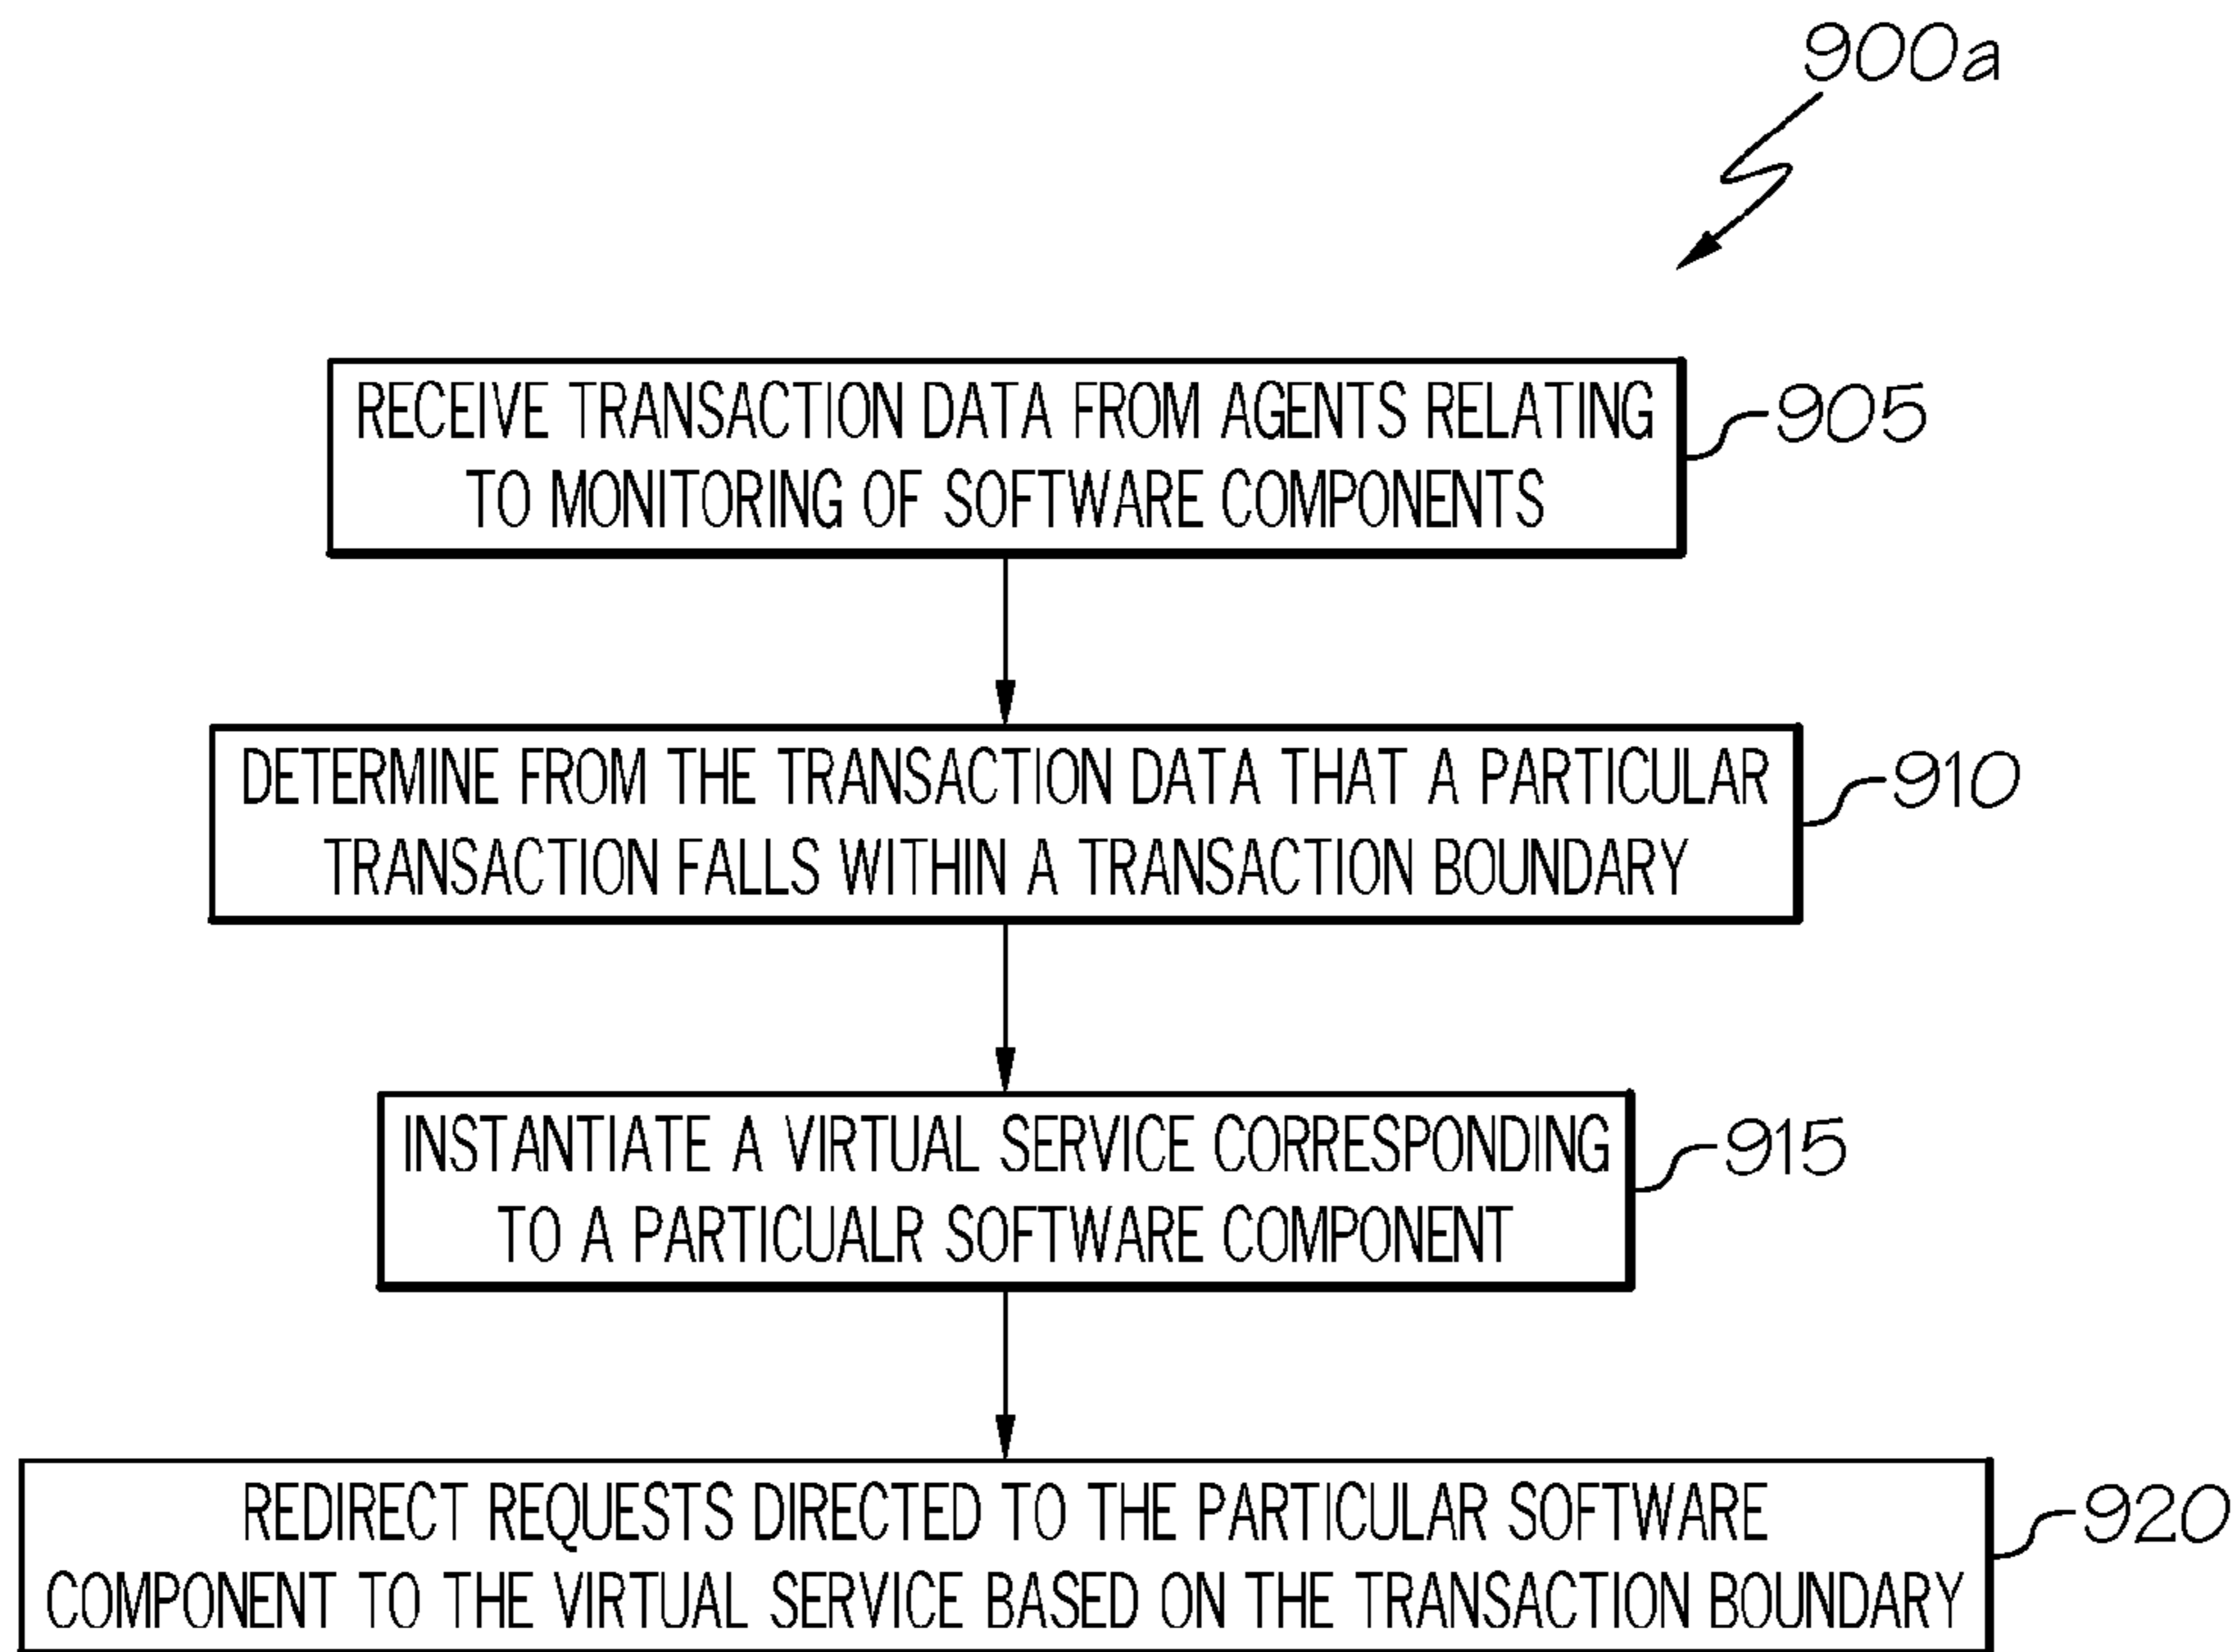 900a
RECEIVE TRANSACTION DATA FROM AGENTS RELATING
TO MONITORING OF SOFTWARE COMPONENTS
905
DETERMINE FROM THE TRANSACTION DATA THAT A PARTICULAR
TRANSACTION FALLS WITHIN A TRANSACTION BOUNDARY
910
INSTANTIATE A VIRTUAL SERVICE CORRESPONDING
TO A PARTICUALR SOFTWARE COMPONENT
915
REDIRECT REQUESTS DIRECTED TO THE PARTICULAR SOFTWARE
COMPONENT TO THE VIRTUAL SERVICE BASED ON THE TRANSACTION BOUNDARY
920